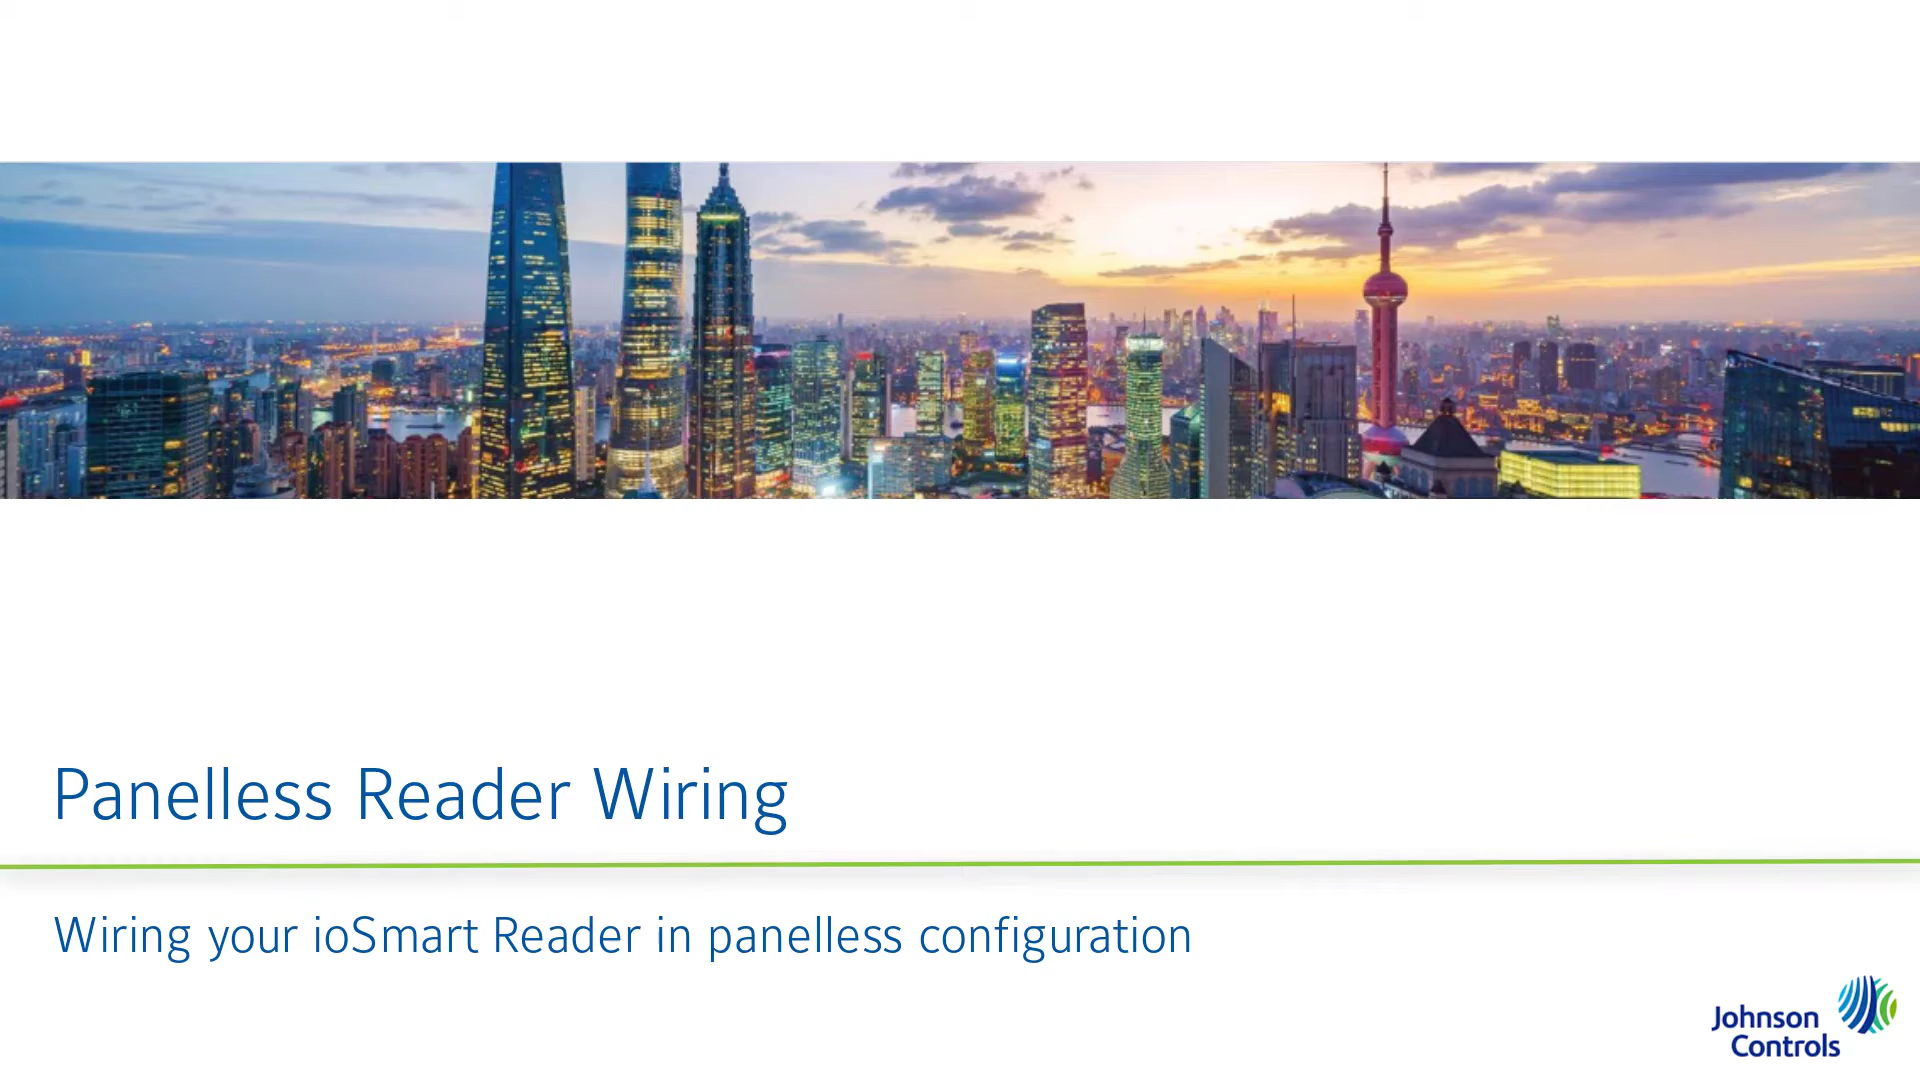 Panelless Reader Wiring
Wiring your ioSmart Reader in panelless configuration
Johnson
Controls